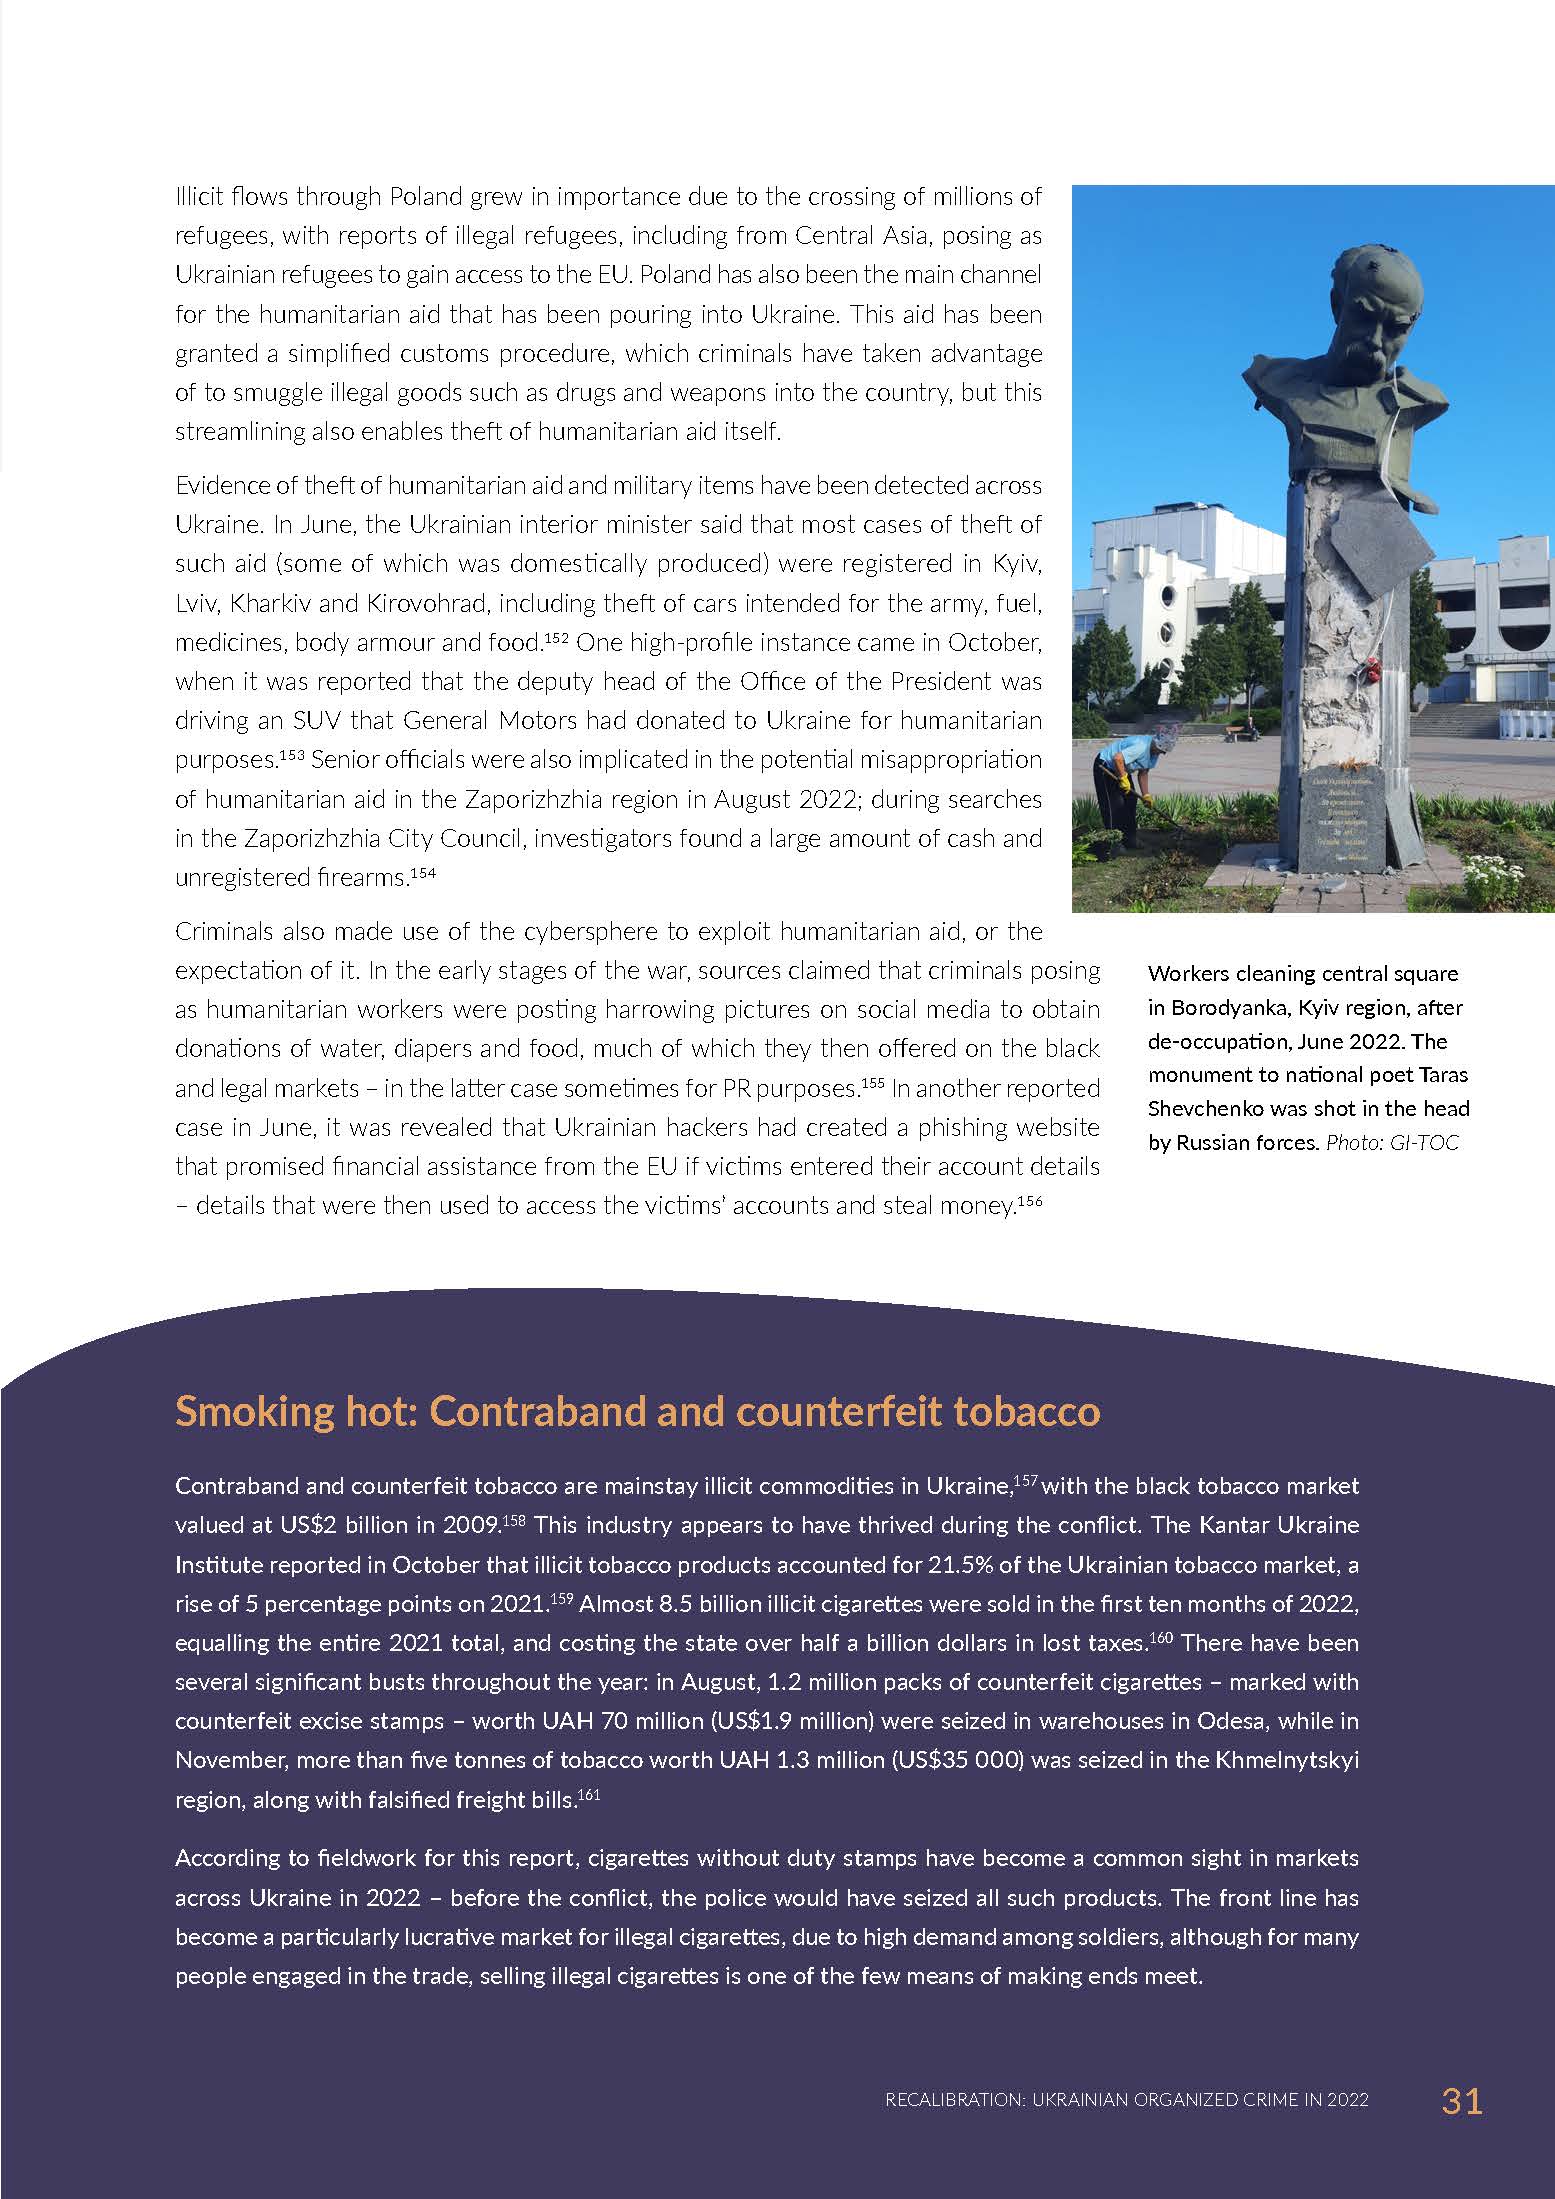 Illicit flows through Poland grew in importance due to the crossing of millions of
refugees, with reports of illegal refugees, including from Central Asia, posing as
Ukrainian refugees to gain access to the EU. Poland has also been the main channel
for the humanitarian aid that has been pouring into Ukraine. This aid has been
granted a simplified customs procedure, which criminals have taken advantage
of to smuggle illegal goods such as drugs and weapons into the country, but this
streamlining also enables theft of humanitarian aid itself.
Evidence of theft of humanitarian aid and military items have been detected across
Ukraine. In June, the Ukrainian interior minister said that most cases of theft of
such aid (some of which was domestically produced) were registered in Kyiv,
Lviv, Kharkiv and Kirovohrad, including theft of cars intended for the army, fuel,
medicines, body armour and food.152 One high-profile instance came in October,
when it was reported that the deputy head of the Office of the President was
driving an SUV that General Motors had donated to Ukraine for humanitarian
purposes.153 Senior officials were also implicated in the potential misappropriation
of humanitarian aid in the Zaporizhzhia region in August 2022; during searches
in the Zaporizhzhia City Council, investigators found a large amount of cash and
unregistered firearms.154
Criminals also made use of the cybersphere to exploit humanitarian aid, or the
expectation of it. In the early stages of the war, sources claimed that criminals posing
as humanitarian workers were posting harrowing pictures on social media to obtain
donations of water, diapers and food, much of which they then offered on the black
and legal markets – in the latter case sometimes for PR purposes.155 In another reported
case in June, it was revealed that Ukrainian hackers had created a phishing website
that promised financial assistance from the EU if victims entered their account details
– details that were then used to access the victims’ accounts and steal money.156
Workers cleaning central square
in Borodyanka, Kyiv region, after
de-occupation, June 2022. The
monument to national poet Taras
Shevchenko was shot in the head
by Russian forces. Photo: GI-TOC
Smoking hot: Contraband and counterfeit tobacco
Contraband and counterfeit tobacco are mainstay illicit commodities in Ukraine,157 with the black tobacco market
valued at US$2 billion in 2009.158 This industry appears to have thrived during the conflict. The Kantar Ukraine
Institute reported in October that illicit tobacco products accounted for 21.5% of the Ukrainian tobacco market, a
rise of 5 percentage points on 2021.159 Almost 8.5 billion illicit cigarettes were sold in the first ten months of 2022,
equalling the entire 2021 total, and costing the state over half a billion dollars in lost taxes.160 There have been
several significant busts throughout the year: in August, 1.2 million packs of counterfeit cigarettes – marked with
counterfeit excise stamps – worth UAH 70 million (US$1.9 million) were seized in warehouses in Odesa, while in
November, more than five tonnes of tobacco worth UAH 1.3 million (US$35 000) was seized in the Khmelnytskyi
region, along with falsified freight bills.161
According to fieldwork for this report, cigarettes without duty stamps have become a common sight in markets
across Ukraine in 2022 – before the conflict, the police would have seized all such products. The front line has
become a particularly lucrative market for illegal cigarettes, due to high demand among soldiers, although for many
people engaged in the trade, selling illegal cigarettes is one of the few means of making ends meet.
RECALIBRATION: UKRAINIAN ORGANIZED CRIME IN 2022
31